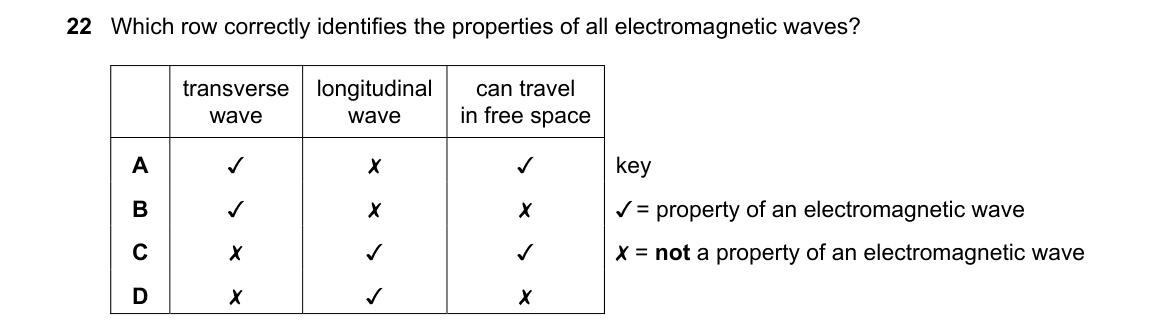 22 Which row correctly identifies the properties of all electromagnetic waves?
transverse wave longitudinal wave can travel in free space
A ✓ ✗ ✓
B ✓ ✗ ✗
C ✗ ✓ ✓
D ✗ ✓ ✗
key
✓ = property of an electromagnetic wave
✗ = not a property of an electromagnetic wave